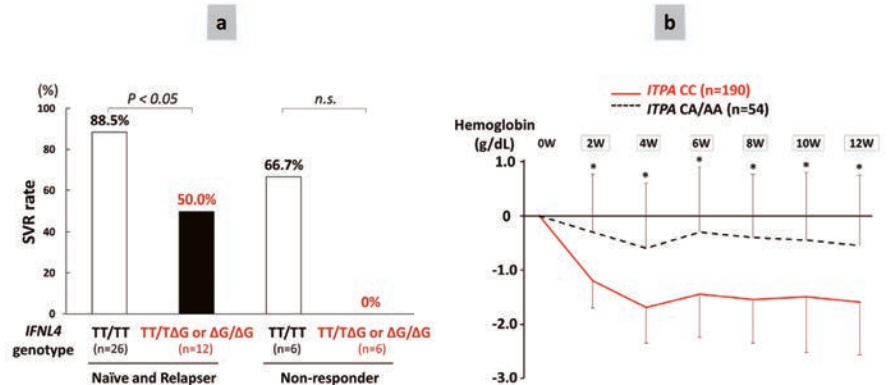 a
(%)
100
80
60
40
20
0
SVR rate
P < 0.05
n.s.
88.5%
50.0%
66.7%
0%
IFNL4
genotype
TT/TT
TT/TΔG or ΔG/ΔG
TT/TT
TT/TΔG or ΔG/ΔG
(n=26)
(n=12)
(n=6)
(n=6)
Naïve and Relapser
Non-responder
b
ITPA CC (n=190)
ITPA CA/AA (n=54)
Hemoglobin
(g/dL)
0W
2W
4W
6W
8W
10W
12W
* * * * * *
1.0
0
-1.0
-2.0
-3.0